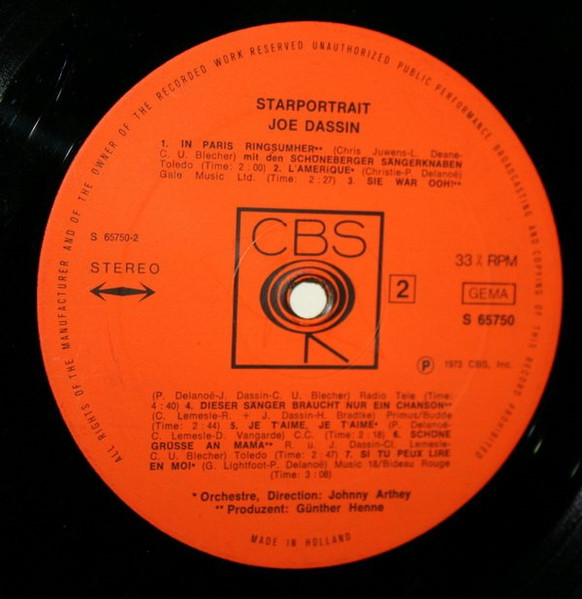 ALL RIGHTS OF THE MANUFACTURER AND OF THE OWNER OF THE RECORDED WORK RESERVED UNAUTHORIZED PUBLIC PERFORMANCE BROADCASTING AND COPYING OF THIS RECORD PROHIBITED
STARPORTRAIT
JOE DASSIN
1. IN PARIS RINGSUMHER** (Chris Juwens-L. Deane-
C. U. Blecher) mit den SCHÖNEBERGER SÄNGERKNABEN
Toledo (Time: 2:00) 2. L'AMERIQUE* (Christie-P. Delanoë)
Gale Music Ltd. (Time: 2:27) 3. SIE WAR OOH!**
CBS
S 65750-2
STEREO
2
33⅓ RPM
GEMA
S 65750
Ⓟ 1973 CBS, Inc.
(P. Delanoë-J. Dassin-C. U. Blecher) Radio Tele (Time:
4:40) 4. DIESER SÄNGER BRAUCHT NUR EIN CHANSON**
(C. Lemesle-R. + J. Dassin-H. Bradtke) Primus/Budde
(Time: 2:44) 5. JE T'AIME, JE T'AIME* (P. Delanoë-
C. Lemesle-D. Vangarde) C.C. (Time: 2:18) 6. SCHÖNE
GRÜSSE AN MAMA** R. u. J. Dassin-Cl. Lemesle-
C. U. Blecher) Toledo (Time: 2:47) 7. SI TU PEUX LIRE
EN MOI* (G. Lightfoot-P. Delanoë) Music 18/Bideau Rouge
(Time: 3:08)
* Orchestre, Direction: Johnny Arthey
** Produzent: Günther Henne
MADE IN HOLLAND